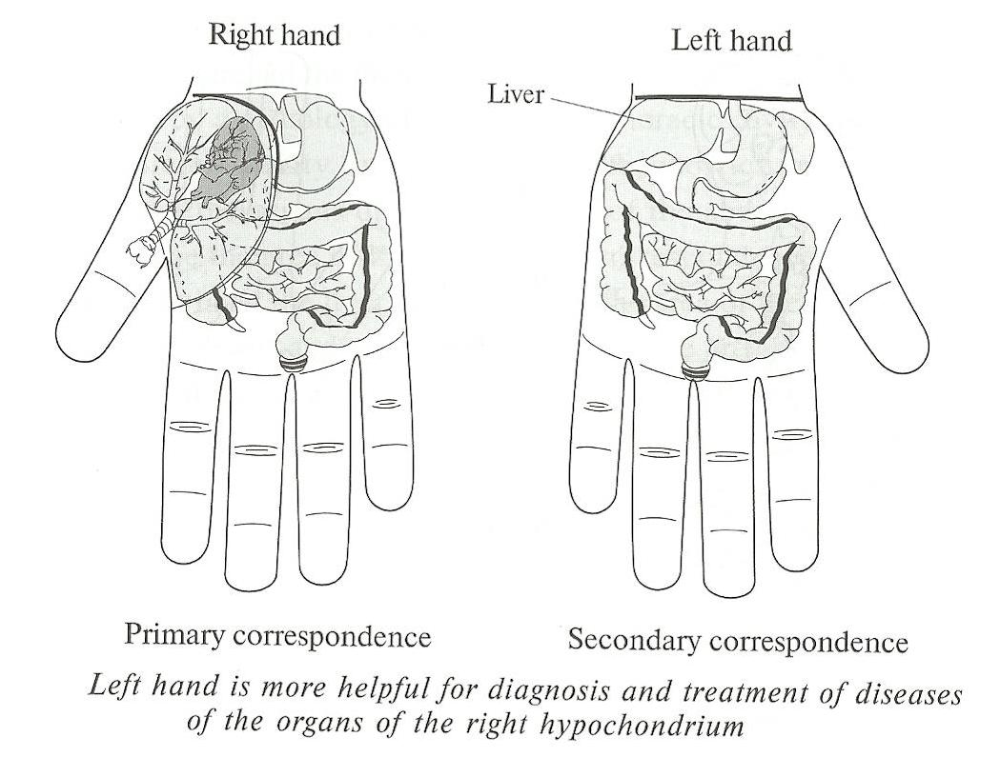 Right hand
Left hand
Liver
Primary correspondence
Secondary correspondence
Left hand is more helpful for diagnosis and treatment of diseases
of the organs of the right hypochondrium